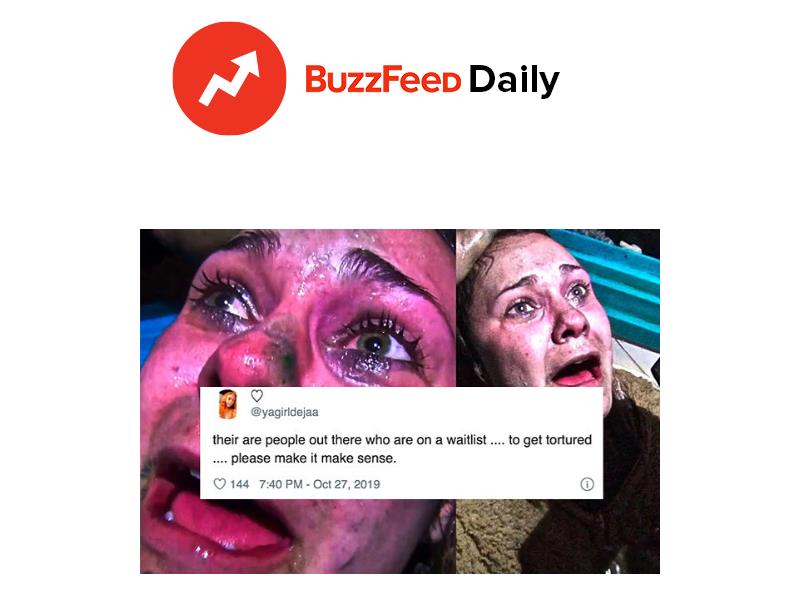 BuzzFeed Daily
@yagirldejaa
their are people out there who are on a waitlist .... to get tortured
.... please make it make sense.
144 7:40 PM - Oct 27, 2019